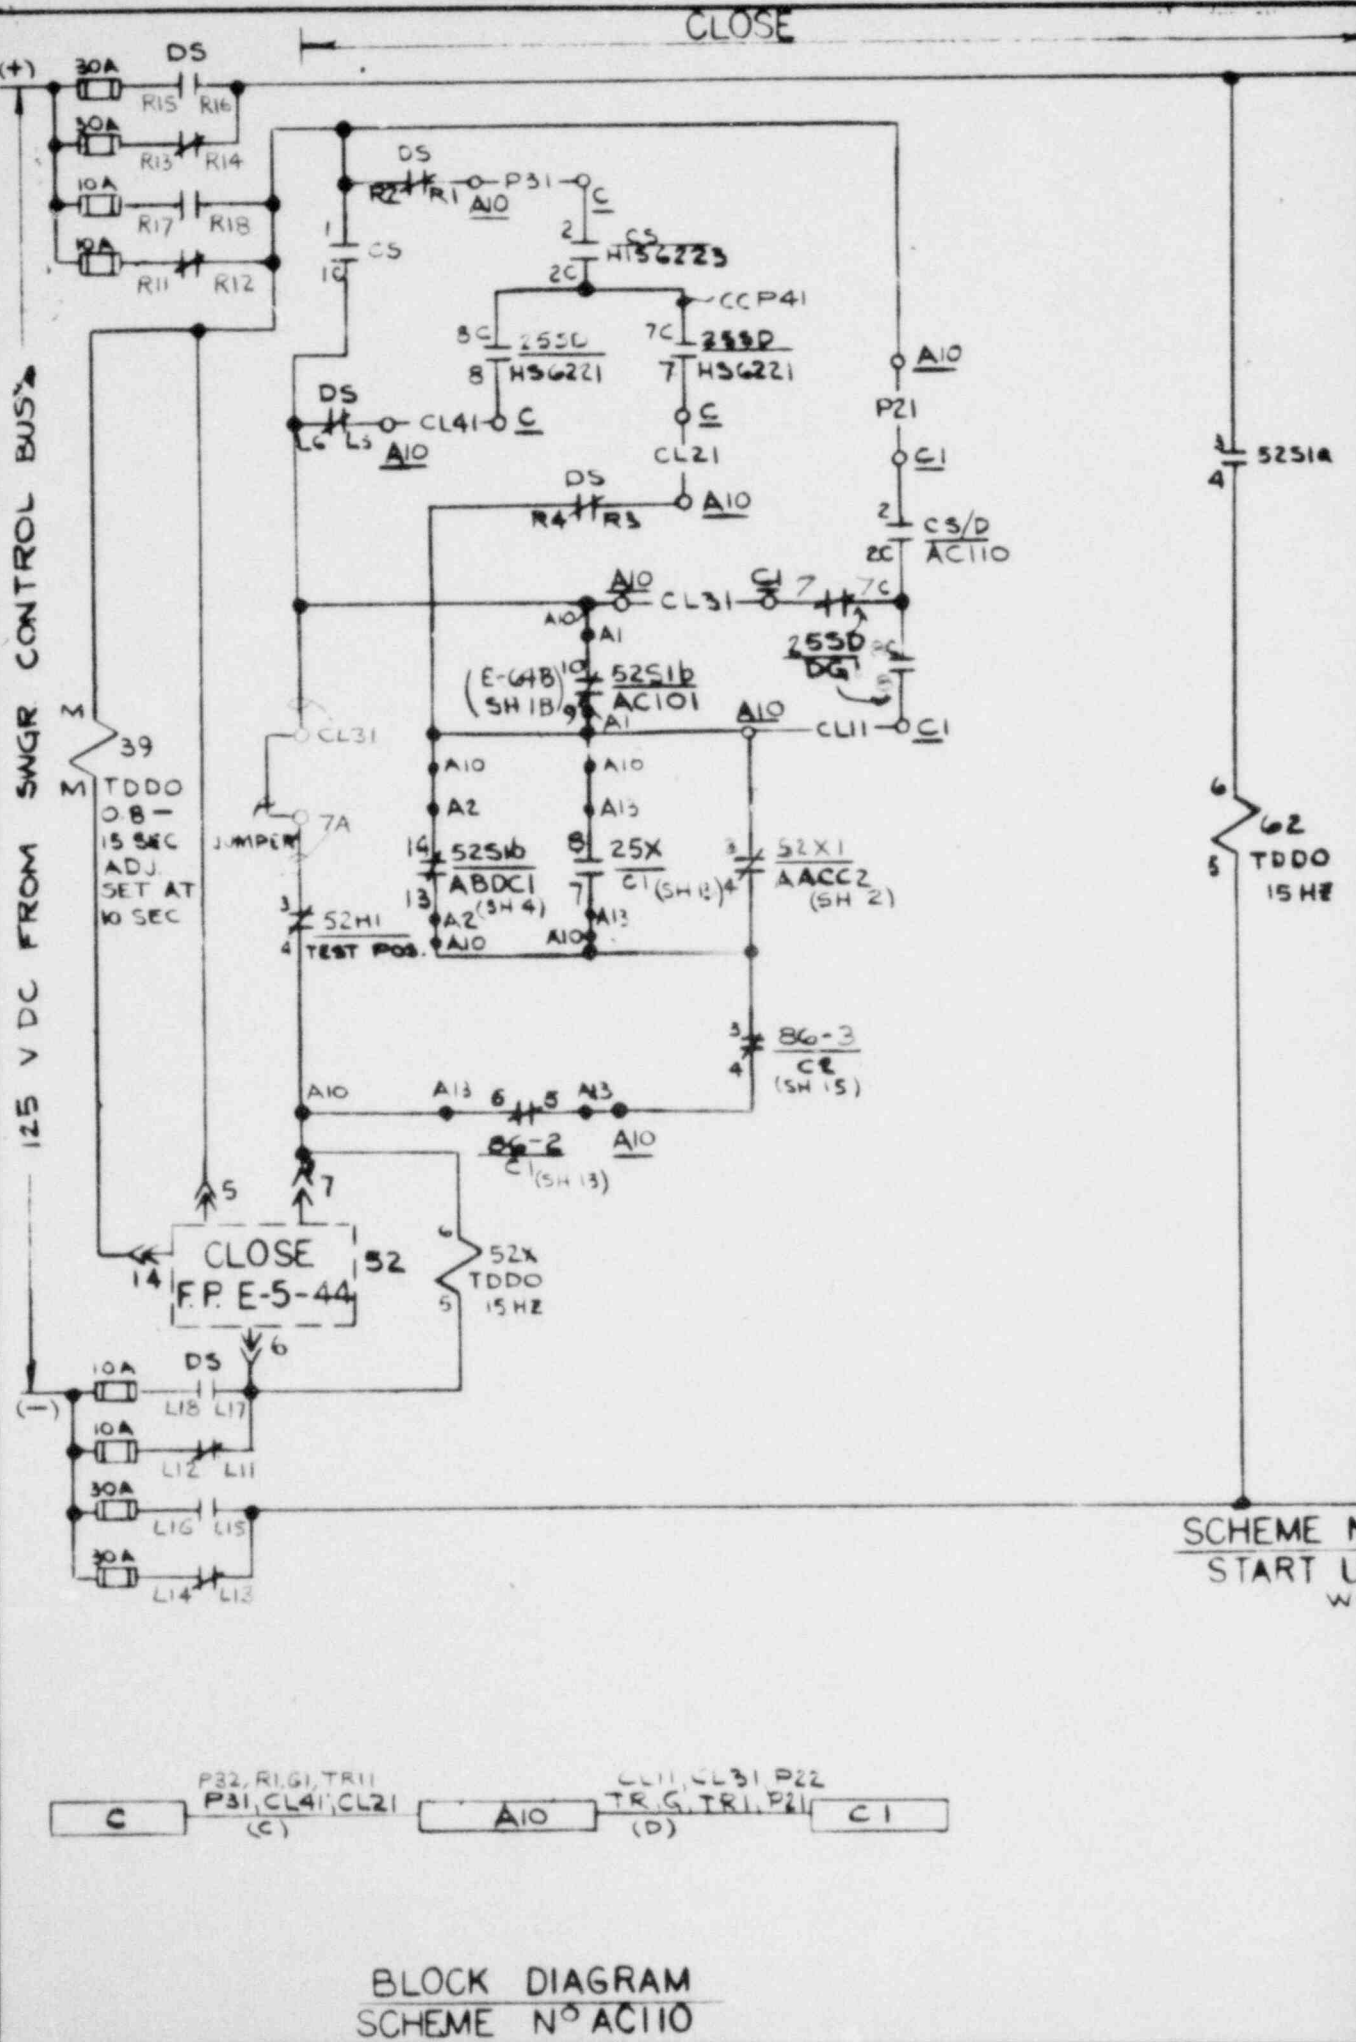 CLOSE
(+)
30A
DS
R15 R16
30A
R13 R14
10A
R17 R18
10A
R11 R12
125 V DC FROM SWGR CONTROL BUS
DS
R2 R1
A10
P31
C
1
CS
1C
2
CS
HIS6223
2C
CCP41
8C
255D
8
HS6221
7C
255D
7
HS6221
DS
L6 L5
A10
CL41
C
C
CL21
DS
R4 R3
A10
A10
P21
C1
2
CS/D
2C
AC110
3
52S1a
4
A10
CL31
C1
7
7C
A10
A1
255D
DG1
8C
8
(E-64B
SH 1B)
10
52S1b
9
AC101
A1
A10
CL11
C1
M
39
M
TDDO
0.8 -
15 SEC
ADJ.
SET AT
10 SEC
CL31
7A
JUMPER
A10
A2
14
52S1b
ABDC1
13
(SH 4)
A2
A10
A10
A13
8
25X
C1
7
A13
A10
3
52X1
4
AACC2
(SH 2)
3
52H1
4
TEST POS.
6
62
5
TDDO
15 HZ
3
86-3
4
C2
(SH 15)
A10
A13
6
5
A13
A10
86-2
C1 (SH 13)
5
7
14
CLOSE
F.P. E-5-44
52
6
52X
TDDO
5
15 HZ
6
(-)
10A
DS
L18 L17
10A
L12 L11
30A
L16 L15
30A
L14 L13
SCHEME
START
W
P32, R1, G1, TR11
P31, CL41, CL21
(C)
CL11, CL31, P22
TR, G, TR1, P21
(D)
C
A10
C1
BLOCK DIAGRAM
SCHEME Nº AC110